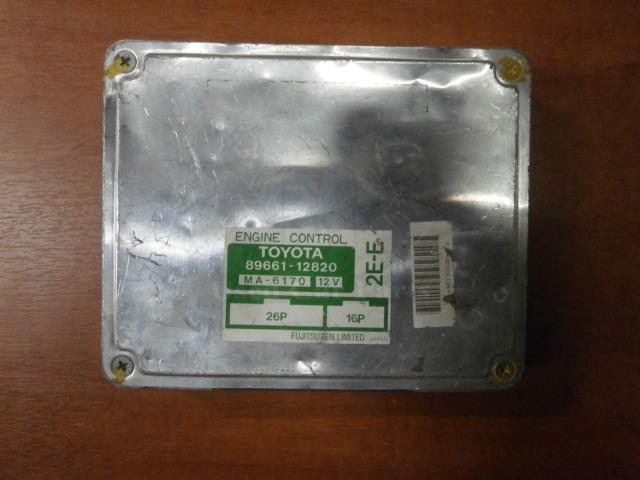 ENGINE CONTROL
TOYOTA
89661-12820
MA-6170 12V
2E-E
26P 16P
FUJITSU TEN LIMITED JAPAN